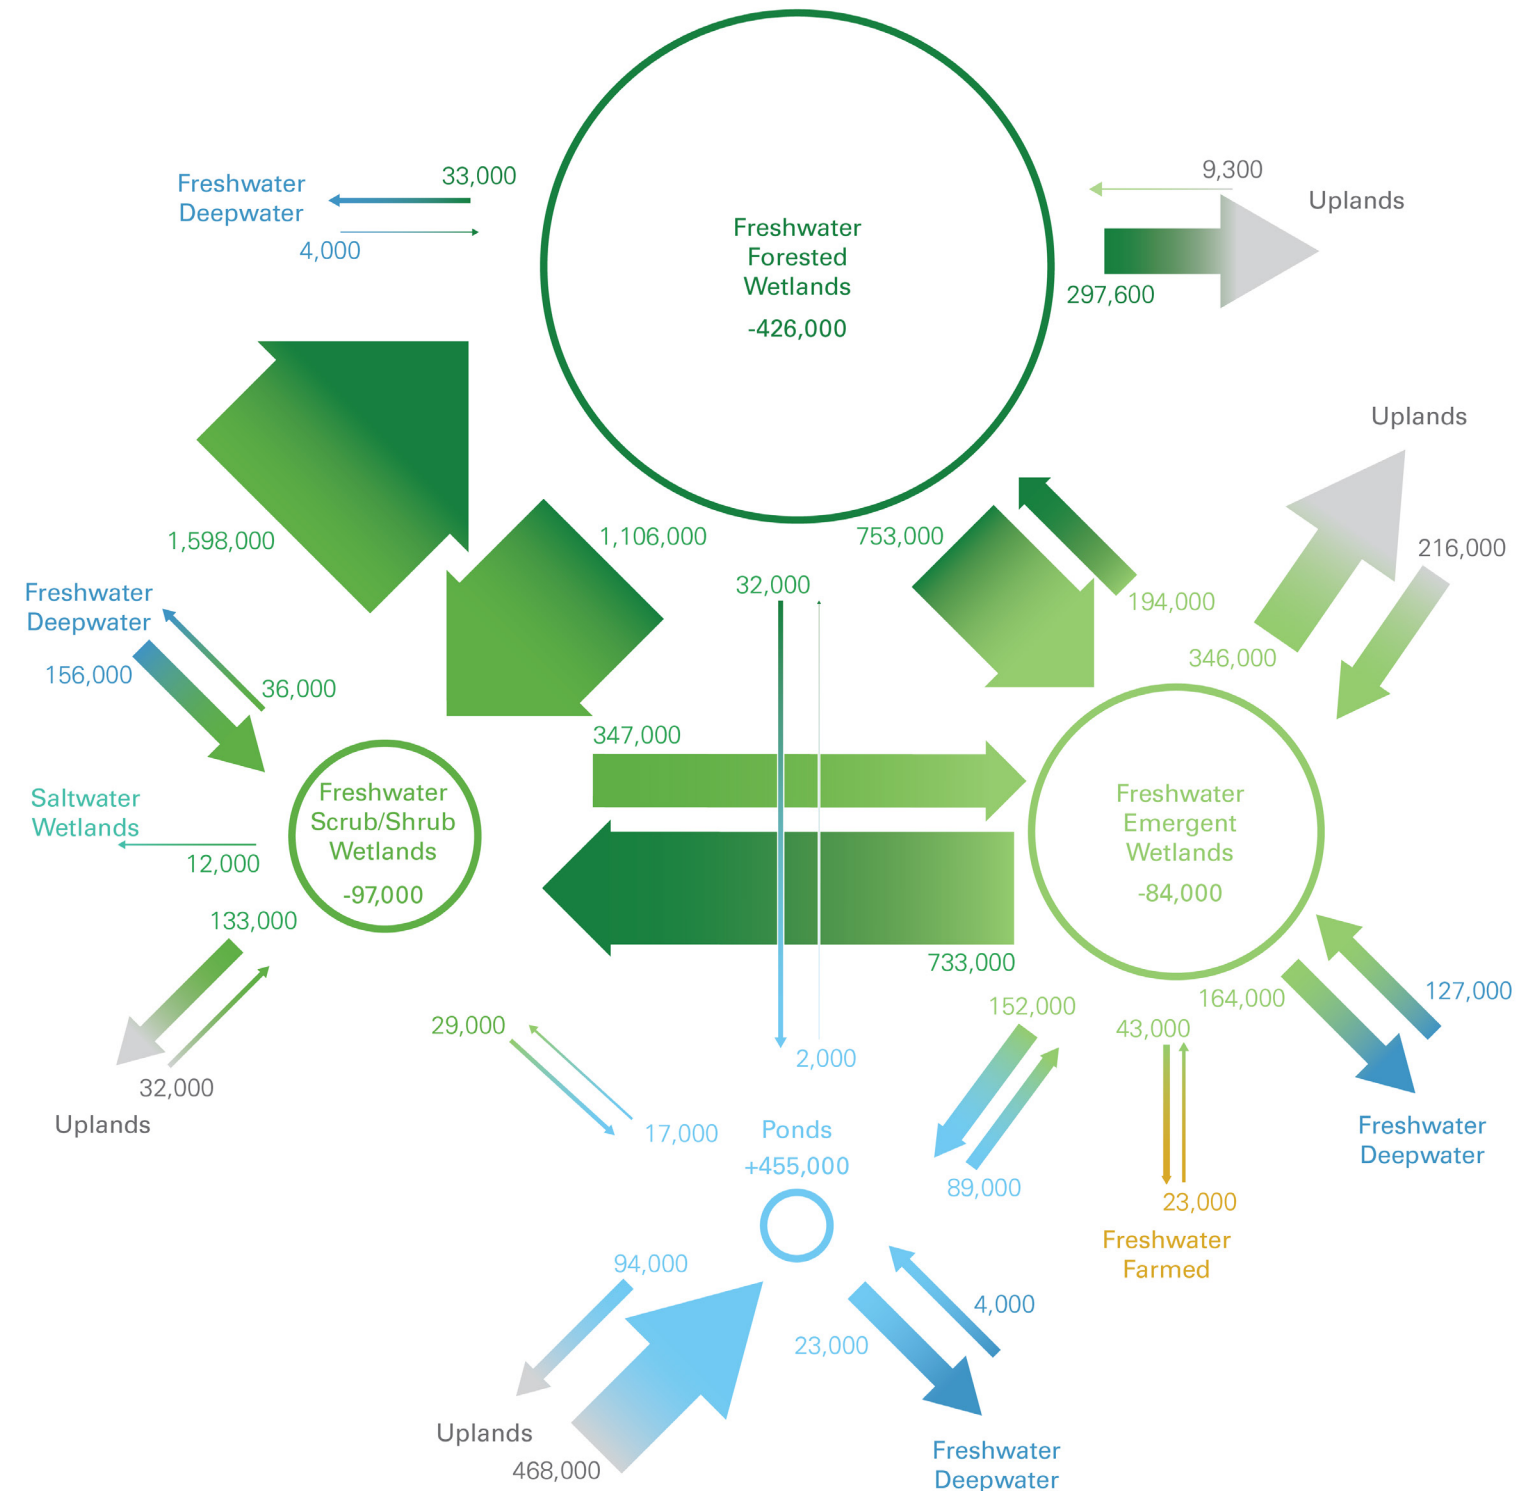 9,300
Uplands
33,000
Freshwater
Deepwater
4,000
Freshwater
Forested
Wetlands
-426,000
297,600
Uplands
1,598,000
1,106,000
753,000
194,000
216,000
346,000
32,000
Freshwater
Deepwater
156,000
36,000
347,000
Saltwater
Wetlands
12,000
Freshwater
Scrub/Shrub
Wetlands
-97,000
Freshwater
Emergent
Wetlands
-84,000
133,000
32,000
Uplands
733,000
29,000
17,000
2,000
152,000
89,000
43,000
23,000
Freshwater
Farmed
164,000
127,000
Freshwater
Deepwater
Ponds
+455,000
94,000
Uplands
468,000
23,000
4,000
Freshwater
Deepwater